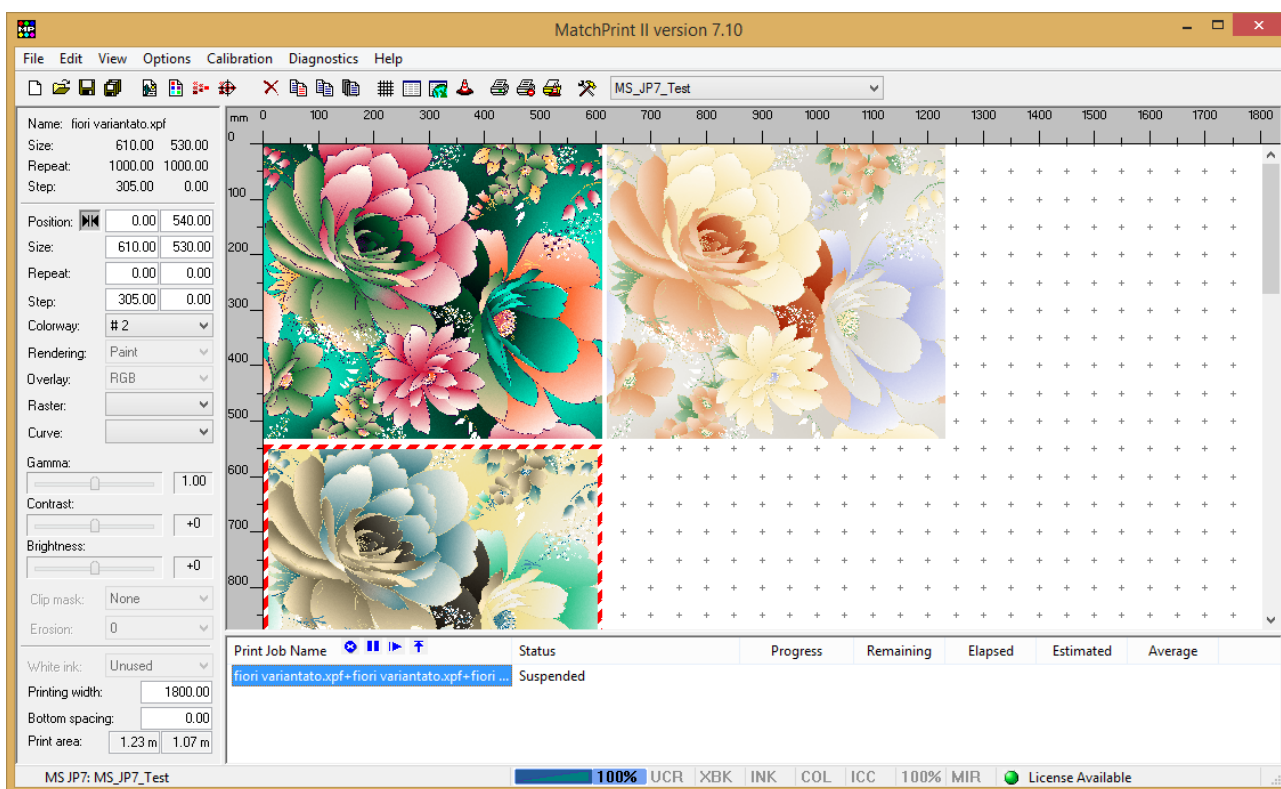 MP MatchPrint II version 7.10
File Edit View Options Calibration Diagnostics Help
MS_JP7_Test
Name: fiori variantato.xpf
Size: 610.00 530.00
Repeat: 1000.00 1000.00
Step: 305.00 0.00
Position: 0.00 540.00
Size: 610.00 530.00
Repeat: 0.00 0.00
Step: 305.00 0.00
Colorway: # 2
Rendering: Paint
Overlay: RGB
Raster:
Curve:
Gamma:
1.00
Contrast:
+0
Brightness:
+0
Clip mask: None
Erosion: 0
White ink: Unused
Printing width: 1800.00
Bottom spacing: 0.00
Print area: 1.23 m 1.07 m
mm 0 100 200 300 400 500 600 700 800 900 1000 1100 1200 1300 1400 1500 1600 1700 1800
0
100
200
300
400
500
600
700
800
Print Job Name Status Progress Remaining Elapsed Estimated Average
fiori variantato.xpf+fiori variantato.xpf+fiori ... Suspended
MS JP7: MS_JP7_Test 100% UCR XBK INK COL ICC 100% MIR License Available